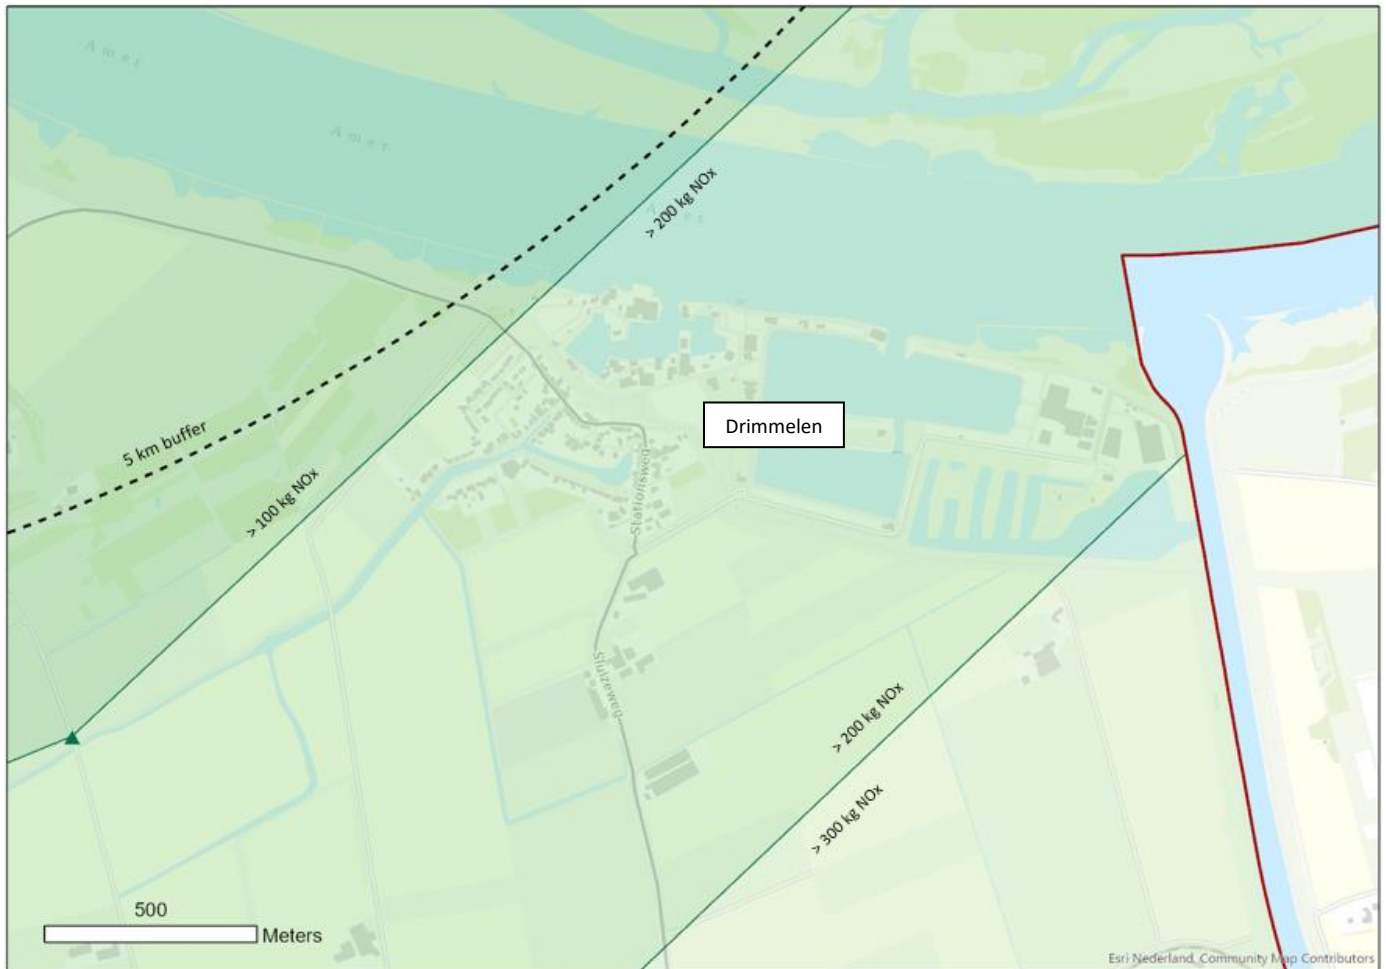 Amer
Amer
Amer
> 200 kg NOx
5 km buffer
Drimmelen
> 100 kg NOx
Stationsweg
Sluizeweg
> 200 kg NOx
> 300 kg NOx
500
Meters
Esri Nederland, Community Map Contributors